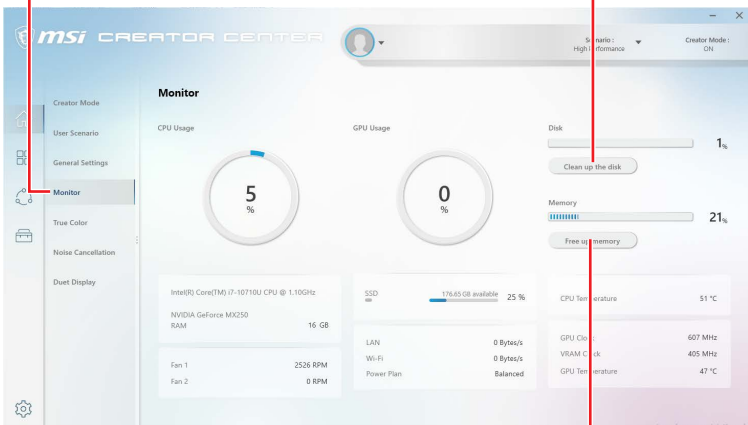 msi CREATOR CENTER
Scenario :
High Performance
Creator Mode :
ON
Creator Mode
User Scenario
General Settings
Monitor
True Color
Noise Cancellation
Duet Display
Monitor
CPU Usage
5
%
GPU Usage
0
%
Disk
1%
Clean up the disk
Memory
21%
Free up memory
Intel(R) Core(TM) i7-10710U CPU @ 1.10GHz
NVIDIA GeForce MX250
RAM 16 GB
Fan 1 2526 RPM
Fan 2 0 RPM
SSD 176.65 GB available 25 %
LAN 0 Bytes/s
Wi-Fi 0 Bytes/s
Power Plan Balanced
CPU Temperature 51 °C
GPU Clock 607 MHz
VRAM Clock 405 MHz
GPU Temperature 47 °C